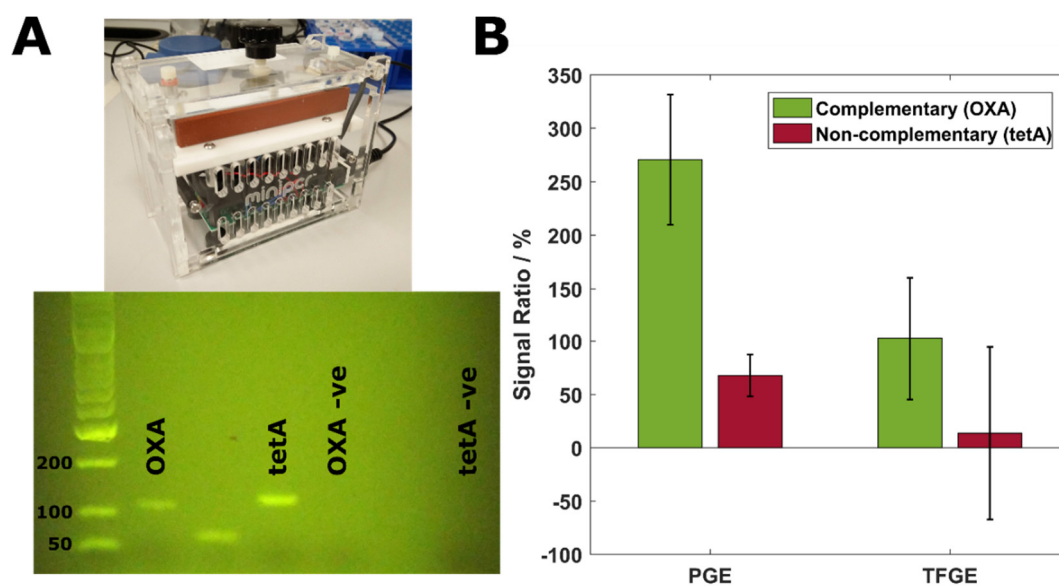 A
miniPCR
200
100
50
OXA
tetA
OXA -ve
tetA -ve
B
Signal Ratio / %
350
300
250
200
150
100
50
0
-50
-100
Complementary (OXA)
Non-complementary (tetA)
PGE
TFGE